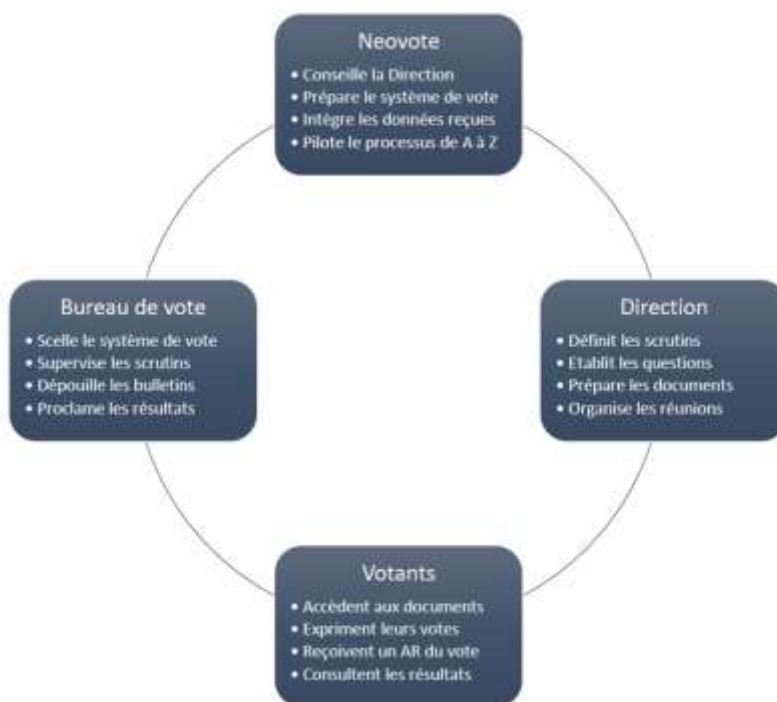 Neovote
• Conseille la Direction
• Prépare le système de vote
• Intègre les données reçues
• Pilote le processus de A à Z
Bureau de vote
• Scelle le système de vote
• Supervise les scrutins
• Dépouille les bulletins
• Proclame les résultats
Direction
• Définit les scrutins
• Etablit les questions
• Prépare les documents
• Organise les réunions
Votants
• Accèdent aux documents
• Expriment leurs votes
• Reçoivent un AR du vote
• Consultent les résultats